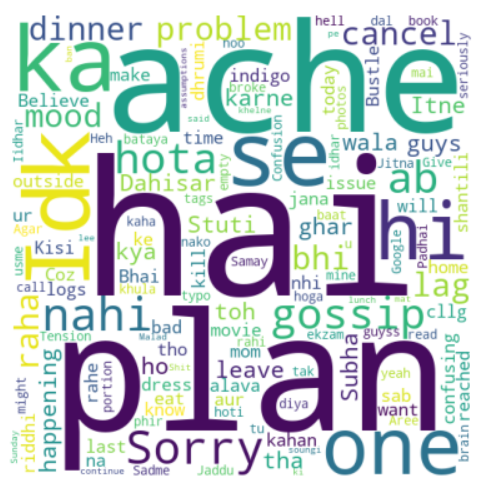 dinner
problem
cancel
hell
dal
book
ka
ache
noo
pe
seriously
ban
assumptions
dhrumi
make
indigo
today
Bustle
mai
Believe
mood
broke
karne
photos
Itne
Heh
said
khelne
Iidhar
bataya
time
Confusion
idhar
Jitna
Give
outside
idk
hota
se
wala
guys
empty
issue
will
shantili
Dahisar
tags
jana
baat
ab
hi
ur
Agar
usme
Kisi
kya
ke
Stuti
ghar
u
Google
Padhai
hai
Coz
Bhai
kaha
nako
kill
Samay
bhi
mine
home
lag
call
lee
logs
khula
typo
nhi
hoga
cllg
raha
nahi
toh
gossip
lunch
mat
Tension
Malad
bad
movie
ekzam
guyss
read
yeah
might
happening
portion
tho
rahi
mom
Subha
confusing
reached
plan
rahe
ho
dress
alava
leave
tak
sab
Shit
eat
aur
kahan
diya
want
Aree
riddhi
know
hoti
tu
brain
Sunday
last
phir
Sorry
tha
one
na
Sadme
Jaddu
soungi
continue
ki